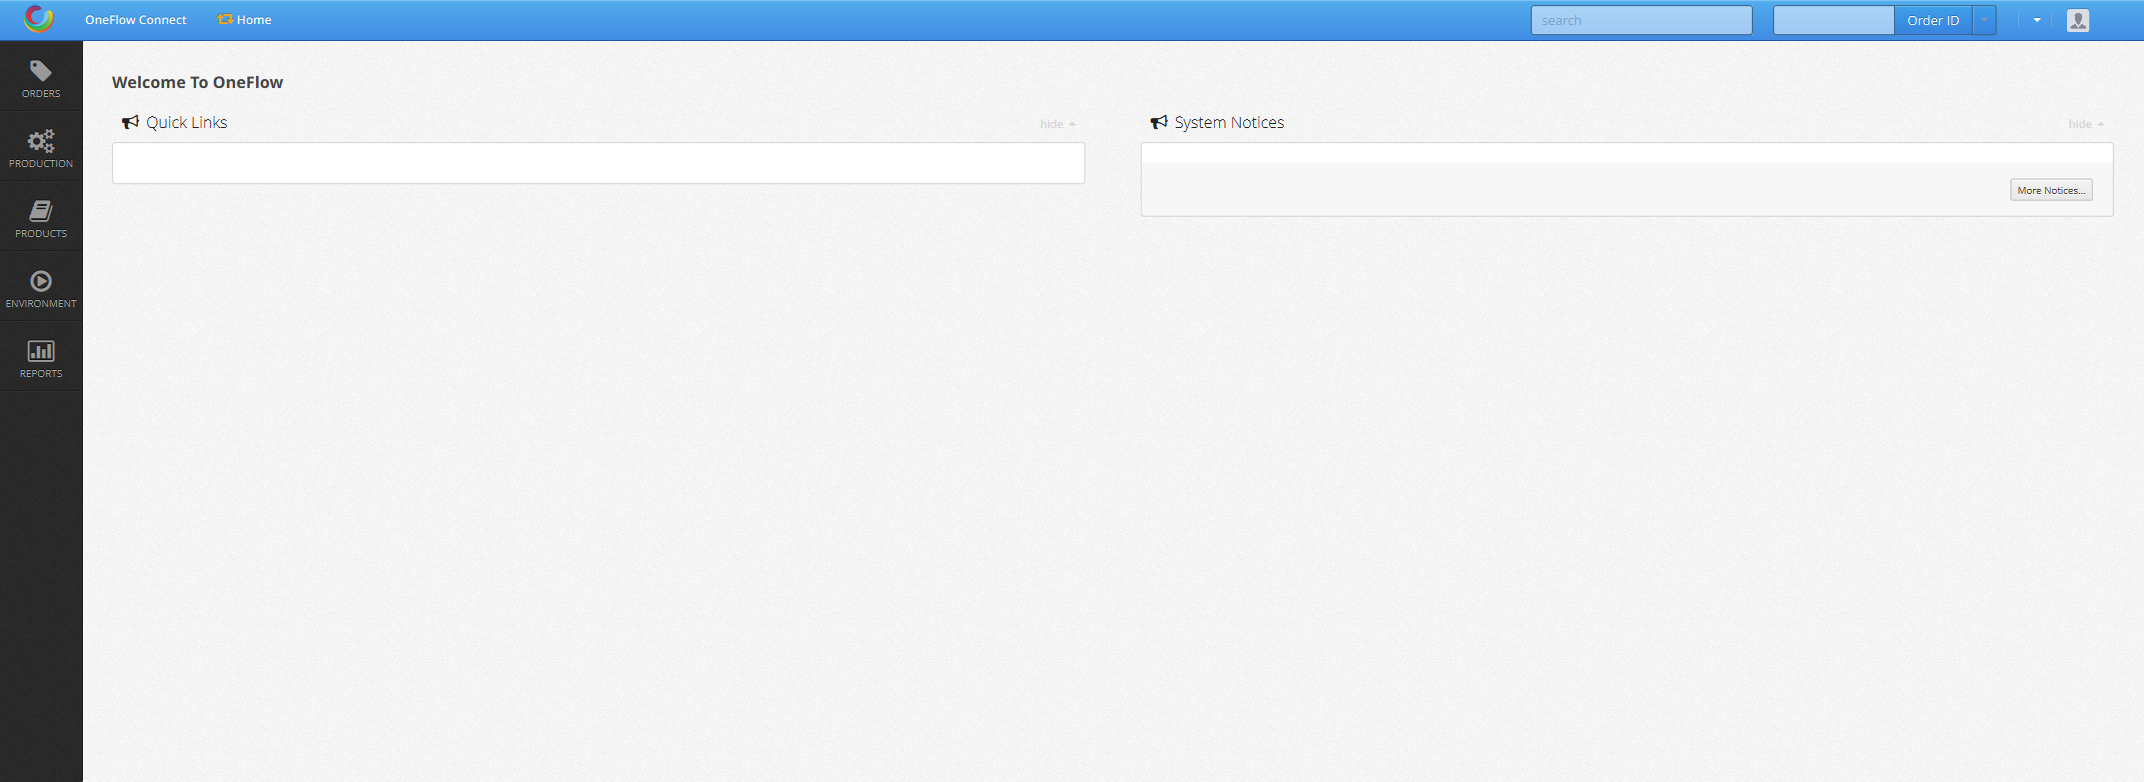 OneFlow Connect
Home
search
Order ID
ORDERS
PRODUCTION
PRODUCTS
ENVIRONMENT
REPORTS
Welcome To OneFlow
Quick Links
hide
System Notices
hide
More Notices...